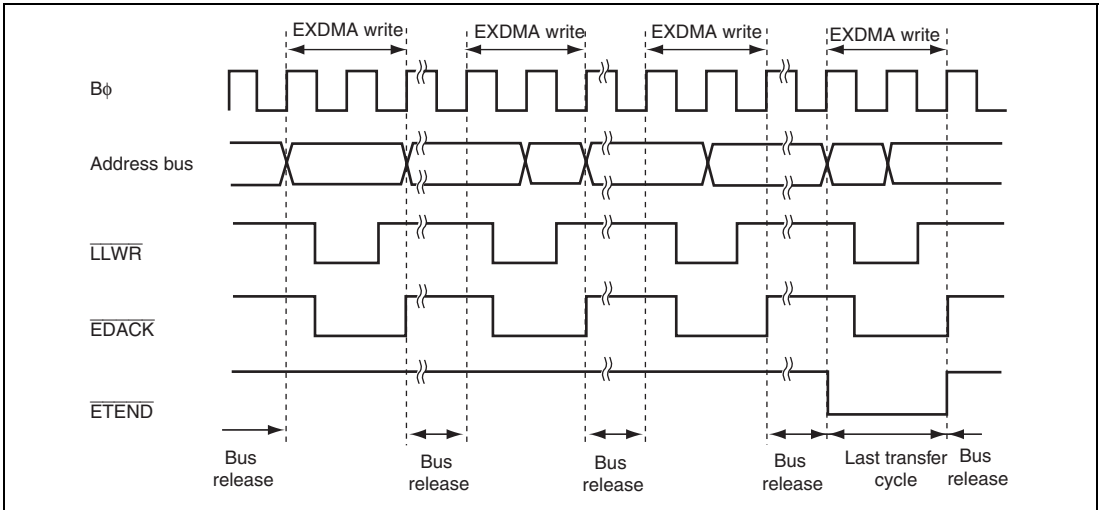 EXDMA write EXDMA write EXDMA write EXDMA write
Bϕ
Address bus
LLWR
EDACK
ETEND
Bus release Bus release Bus release Bus release Last transfer cycle Bus release